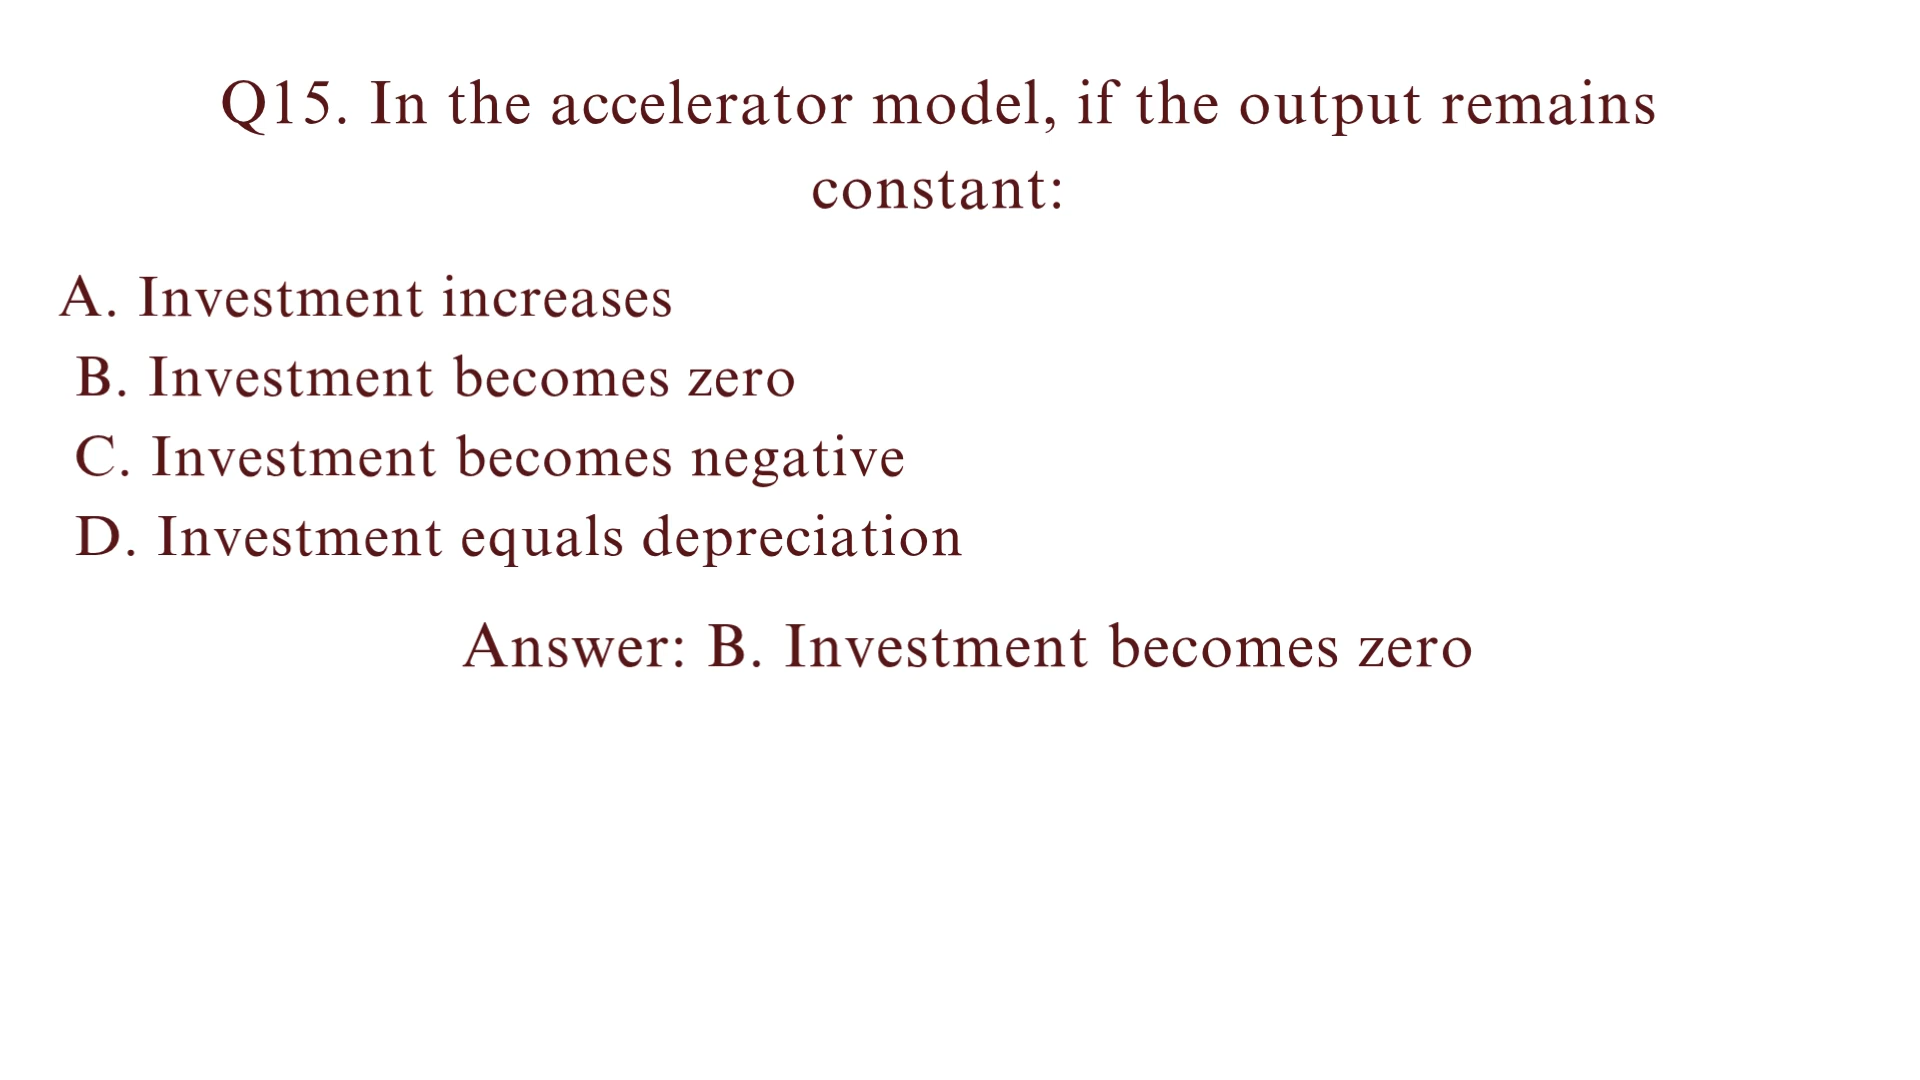 Q15. In the accelerator model, if the output remains
constant:
A. Investment increases
B. Investment becomes zero
C. Investment becomes negative
D. Investment equals depreciation
Answer: B. Investment becomes zero